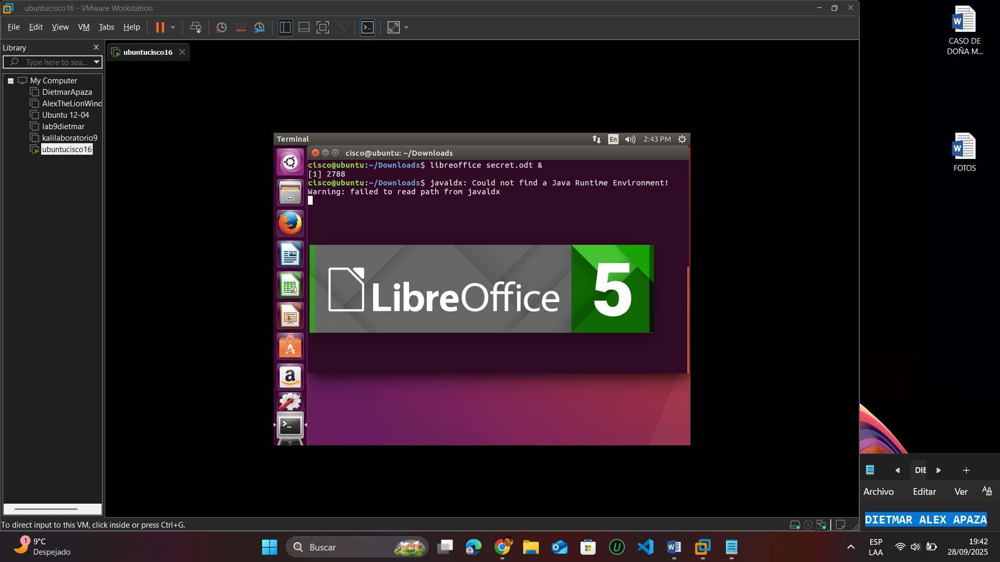 ubuntucisco16 - VMware Workstation
File Edit View VM Tabs Help
Library
Type here to sea...
My Computer
DietmarApaza
AlexTheLionWind
Ubuntu 12-04
lab9dietmar
kalilaboratorio9
ubuntucisco16
ubuntucisco16
Terminal
En
2:43 PM
cisco@ubuntu: ~/Downloads
cisco@ubuntu:~/Downloads$ libreoffice secret.odt &
[1] 2788
cisco@ubuntu:~/Downloads$ javaldx: Could not find a Java Runtime Environment!
Warning: failed to read path from javaldx
LibreOffice 5
To direct input to this VM, click inside or press Ctrl+G.
CASO DE
DOÑA M...
FOTOS
DIE
Archivo Editar Ver
DIETMAR ALEX APAZA
1
9°C
Despejado
Buscar
ESP
LAA
19:42
28/09/2025